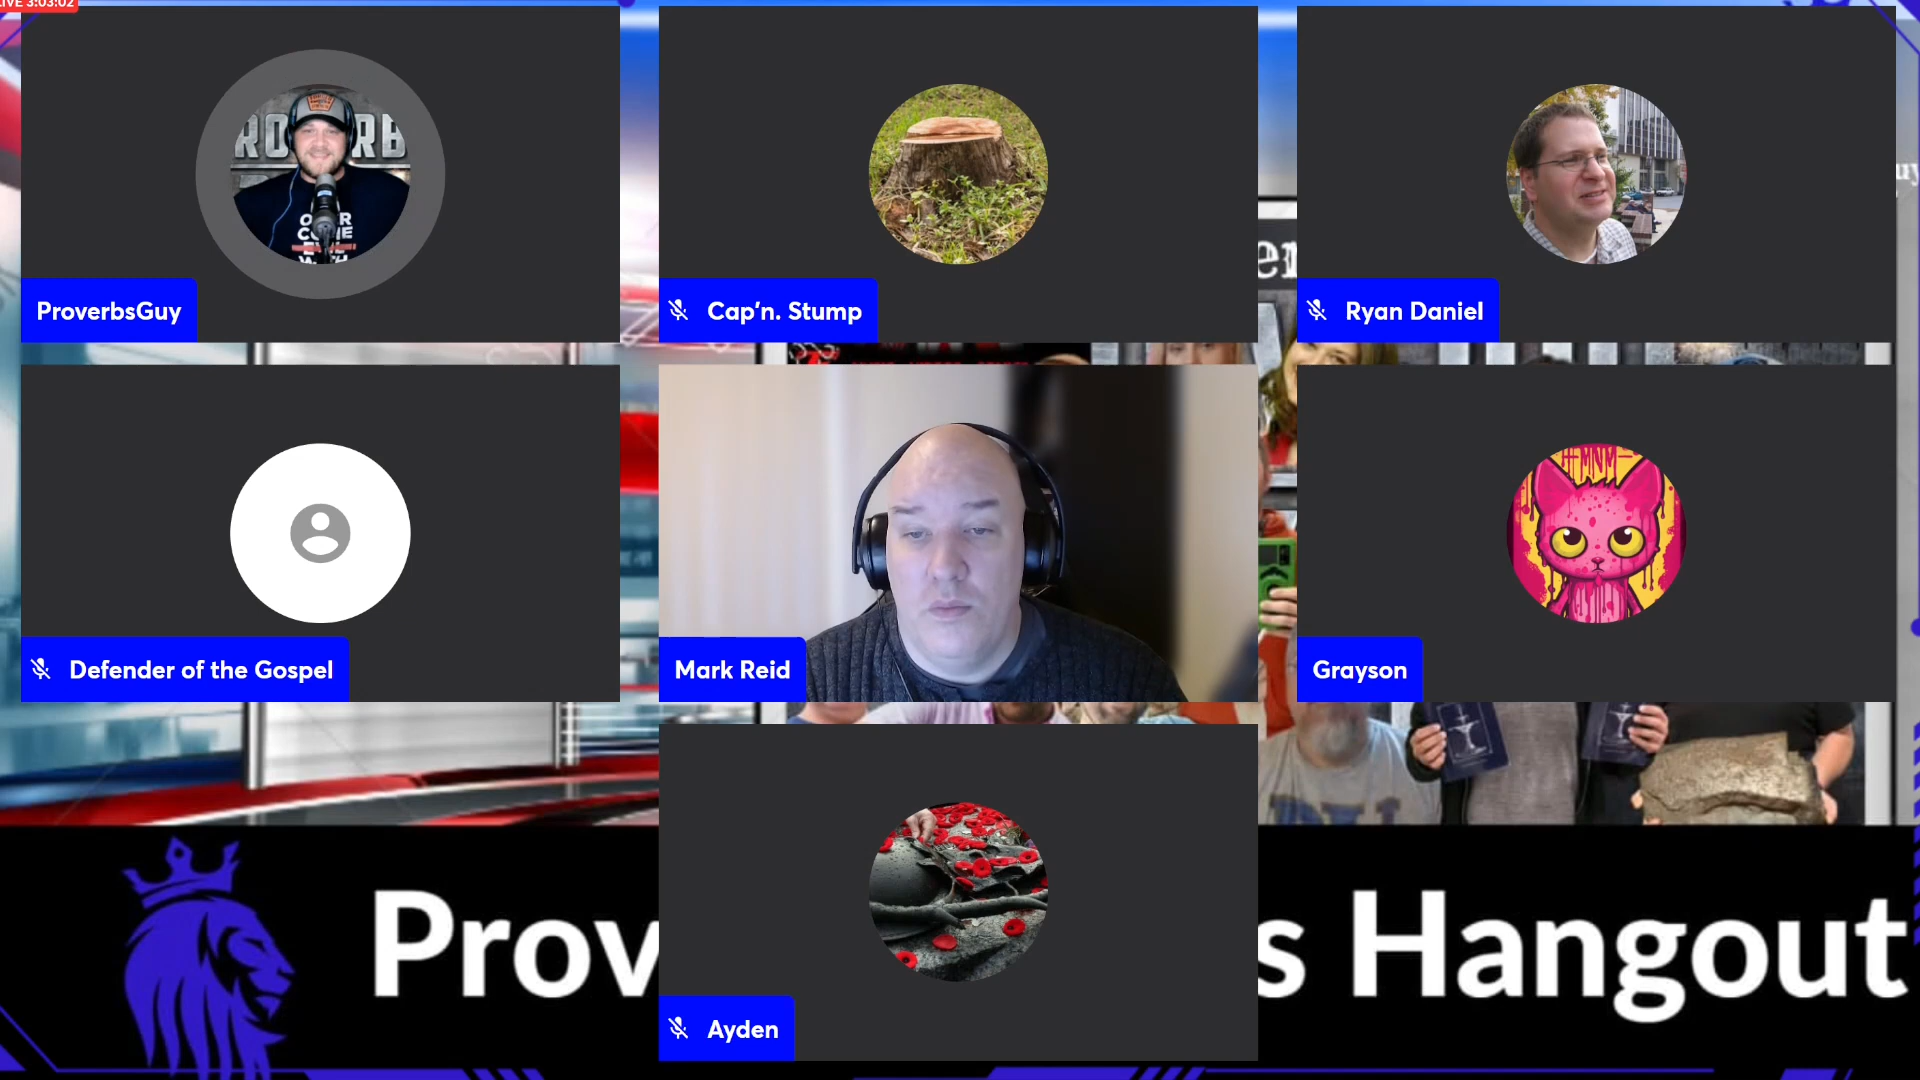 LIVE 3:03:02
ProverbsGuy
Cap'n. Stump
Ryan Daniel
Defender of the Gospel
Mark Reid
Grayson
Ayden
Prov
s Hangout